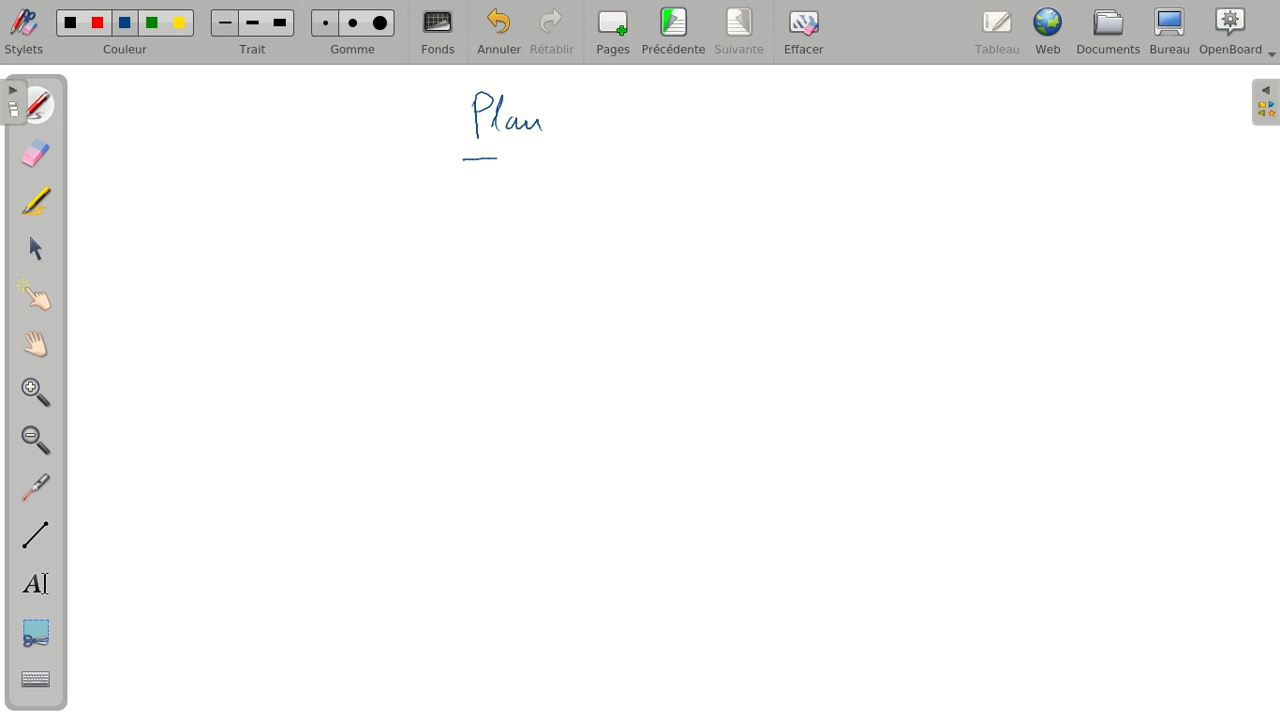 Stylets Couleur Trait Gomme Fonds Annuler Rétablir Pages Précédente Suivante Effacer Tableau Web Documents Bureau OpenBoard
Plan
A